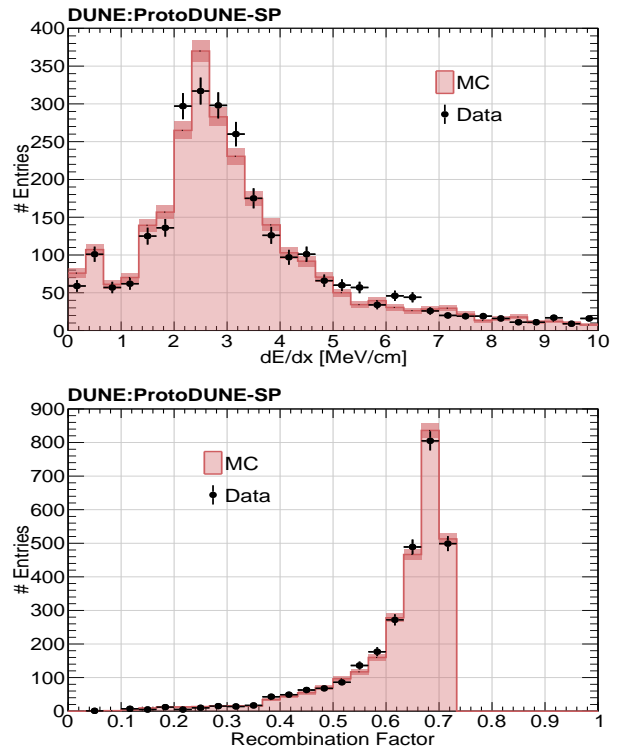 DUNE:ProtoDUNE-SP
400
350
300
250
200
150
100
50
0
# Entries
MC
Data
0 1 2 3 4 5 6 7 8 9 10
dE/dx [MeV/cm]
DUNE:ProtoDUNE-SP
900
800
700
600
500
400
300
200
100
0
# Entries
MC
Data
0 0.1 0.2 0.3 0.4 0.5 0.6 0.7 0.8 0.9 1
Recombination Factor